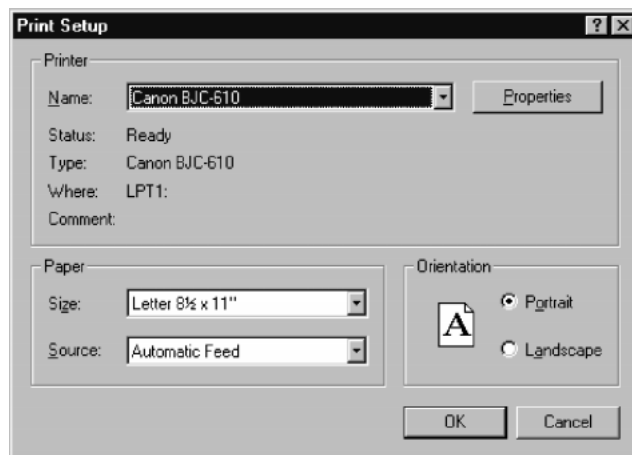 Print Setup
Printer
Name: Canon BJC-610 Properties
Status: Ready
Type: Canon BJC-610
Where: LPT1:
Comment:
Paper
Size: Letter 8½ x 11"
Source: Automatic Feed
Orientation
A
Portrait
Landscape
OK Cancel